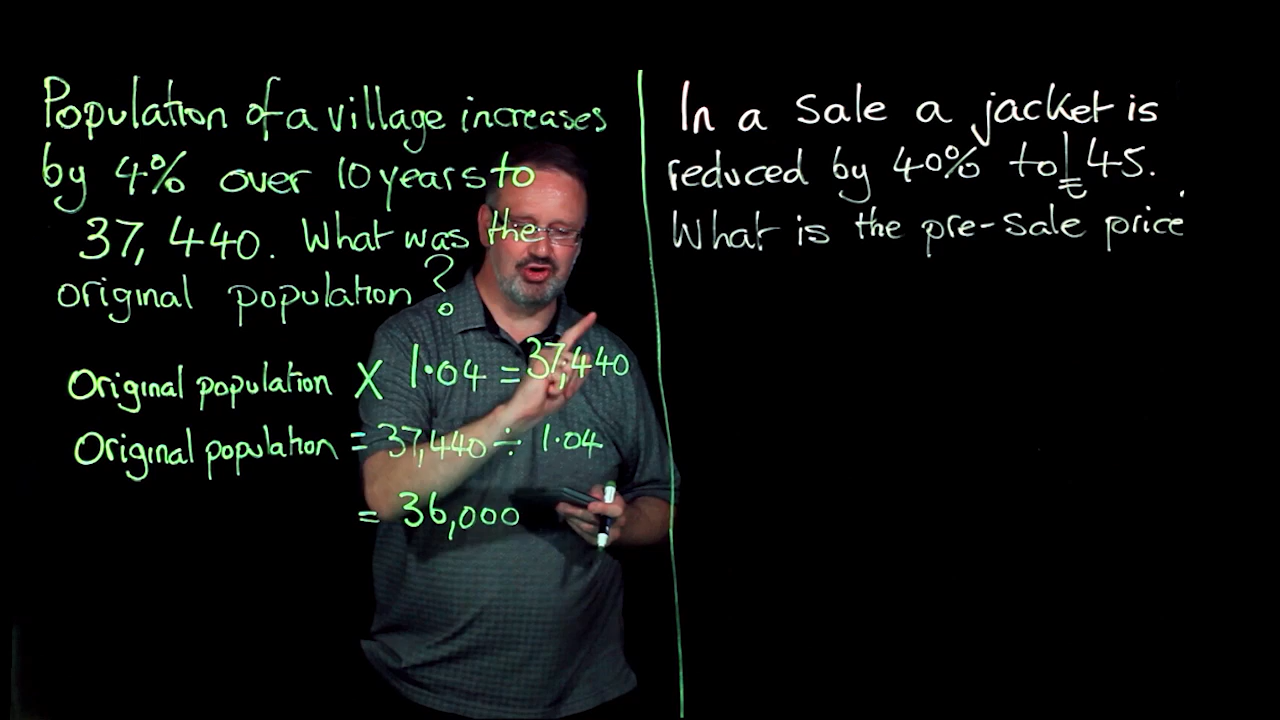 Population of a village increases
by 4% over 10 years to
37,440. What was the
original population?
Original population × 1·04 = 37,440
Original population = 37,440 ÷ 1·04
= 36,000
In a sale a jacket is
reduced by 40% to £45.
What is the pre-sale price